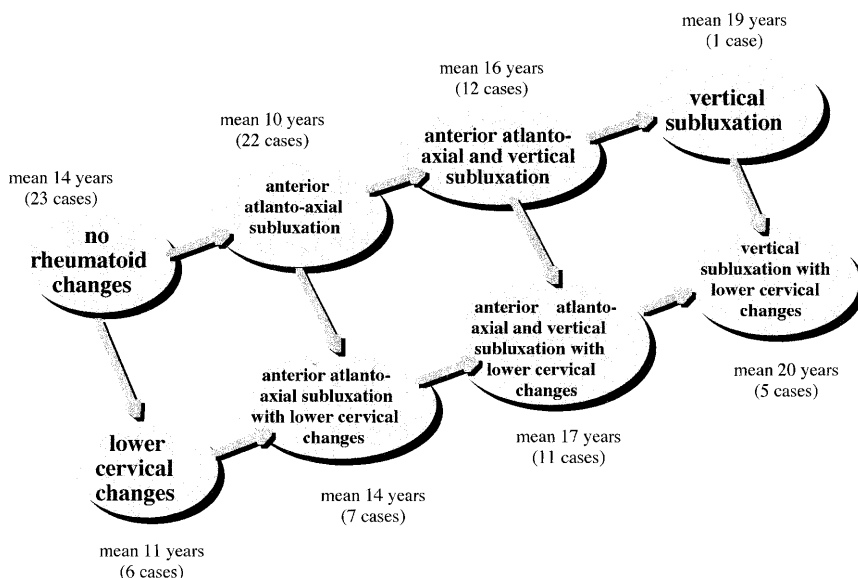 mean 19 years
(1 case)
vertical
subluxation
mean 16 years
(12 cases)
anterior atlanto-
axial and vertical
subluxation
mean 10 years
(22 cases)
anterior
atlanto-axial
subluxation
mean 14 years
(23 cases)
no
rheumatoid
changes
vertical
subluxation with
lower cervical
changes
mean 20 years
(5 cases)
anterior atlanto-
axial and vertical
subluxation with
lower cervical
changes
mean 17 years
(11 cases)
anterior atlanto-
axial subluxation
with lower cervical
changes
mean 14 years
(7 cases)
lower
cervical
changes
mean 11 years
(6 cases)